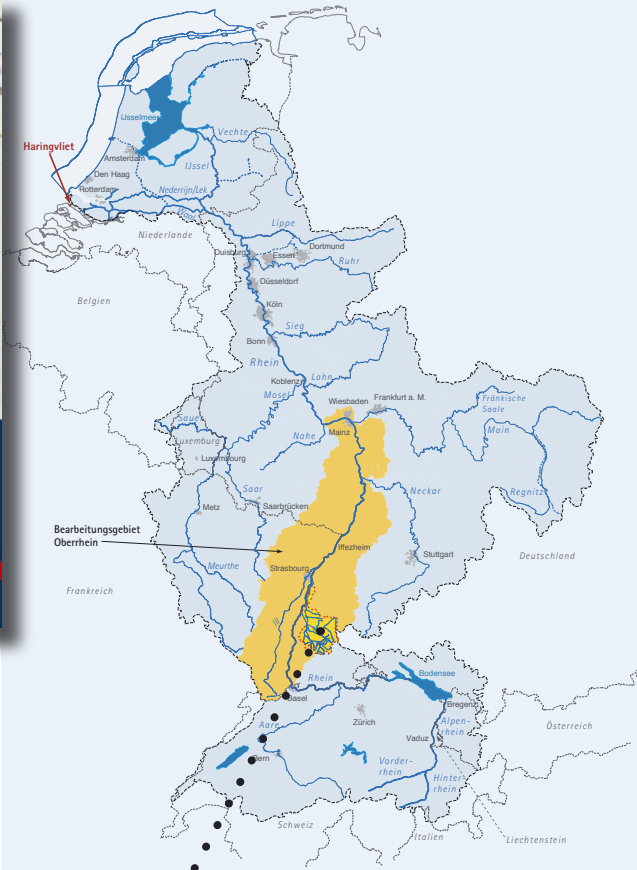 IJsselmeer
Vechte
Haringvliet
Amsterdam
IJssel
Den Haag
Rotterdam
Nederrijn/Lek
Waal
Niederlande
Lippe
Duisburg
Essen
Dortmund
Ruhr
Düsseldorf
Belgien
Köln
Sieg
Bonn
Rhein
Koblenz
Lahn
Mosel
Wiesbaden
Frankfurt a. M.
Fränkische
Saale
Sauer
Mainz
Main
Luxemburg
Nahe
Luxembourg
Saar
Neckar
Regnitz
Metz
Saarbrücken
Bearbeitungsgebiet
Oberrhein
Iffezheim
Stuttgart
Deutschland
Meurthe
Strasbourg
Frankreich
Ill
Rhein
Bodensee
Basel
Bregenz
Zürich
Aare
Alpen-
rhein
Österreich
Vaduz
Bern
Vorder-
rhein
Hinter-
rhein
Schweiz
Italien
Liechtenstein